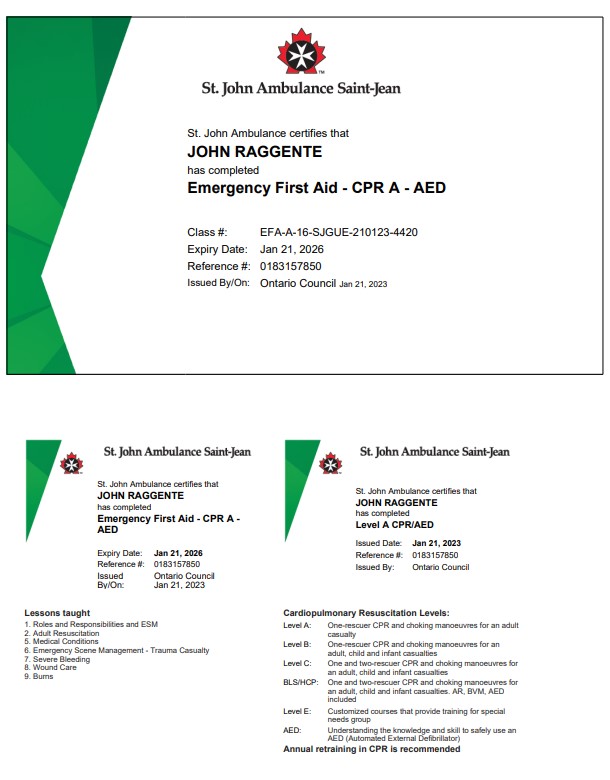 St. John Ambulance Saint-Jean
St. John Ambulance certifies that
JOHN RAGGENTE
has completed
Emergency First Aid - CPR A - AED
Class #: EFA-A-16-SJGUE-210123-4420
Expiry Date: Jan 21, 2026
Reference #: 0183157850
Issued By/On: Ontario Council Jan 21, 2023
St. John Ambulance Saint-Jean
St. John Ambulance certifies that
JOHN RAGGENTE
has completed
Emergency First Aid - CPR A -
AED
Expiry Date: Jan 21, 2026
Reference #: 0183157850
Issued Ontario Council
By/On: Jan 21, 2023
Lessons taught
1. Roles and Responsibilities and ESM
2. Adult Resuscitation
5. Medical Conditions
6. Emergency Scene Management - Trauma Casualty
7. Severe Bleeding
8. Wound Care
9. Burns
St. John Ambulance Saint-Jean
St. John Ambulance certifies that
JOHN RAGGENTE
has completed
Level A CPR/AED
Issued Date: Jan 21, 2023
Reference #: 0183157850
Issued By: Ontario Council
Cardiopulmonary Resuscitation Levels:
Level A: One-rescuer CPR and choking manoeuvres for an adult
casualty
Level B: One-rescuer CPR and choking manoeuvres for an
adult, child and infant casualties
Level C: One and two-rescuer CPR and choking manoeuvres for
an adult, child and infant casualties
BLS/HCP: One and two-rescuer CPR and choking manoeuvres for
an adult, child and infant casualties. AR, BVM, AED
included
Level E: Customized courses that provide training for special
needs group
AED: Understanding the knowledge and skill to safely use an
AED (Automated External Defibrillator)
Annual retraining in CPR is recommended